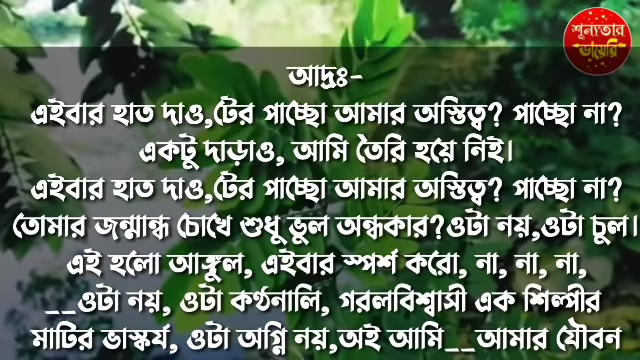 শূন্যতার
ডায়েরি
আদ্রঃ-
এইবার হাত দাও,টের পাচ্ছো আমার অস্তিত্ব? পাচ্ছো না?
একটু দাড়াও, আমি তৈরি হয়ে নিই।
এইবার হাত দাও,টের পাচ্ছো আমার অস্তিত্ব? পাচ্ছো না?
তোমার জন্মান্ধ চোখে শুধু ভুল অন্ধকার?ওটা নয়,ওটা চুল।
এই হলো আঙ্গুল, এইবার স্পর্শ করো, না, না, না,
__ওটা নয়, ওটা কণ্ঠনালি, গরলবিশ্বাসী এক শিল্পীর
মাটির ভাস্কর্য, ওটা অগ্নি নয়,অই আমি__আমার যৌবন